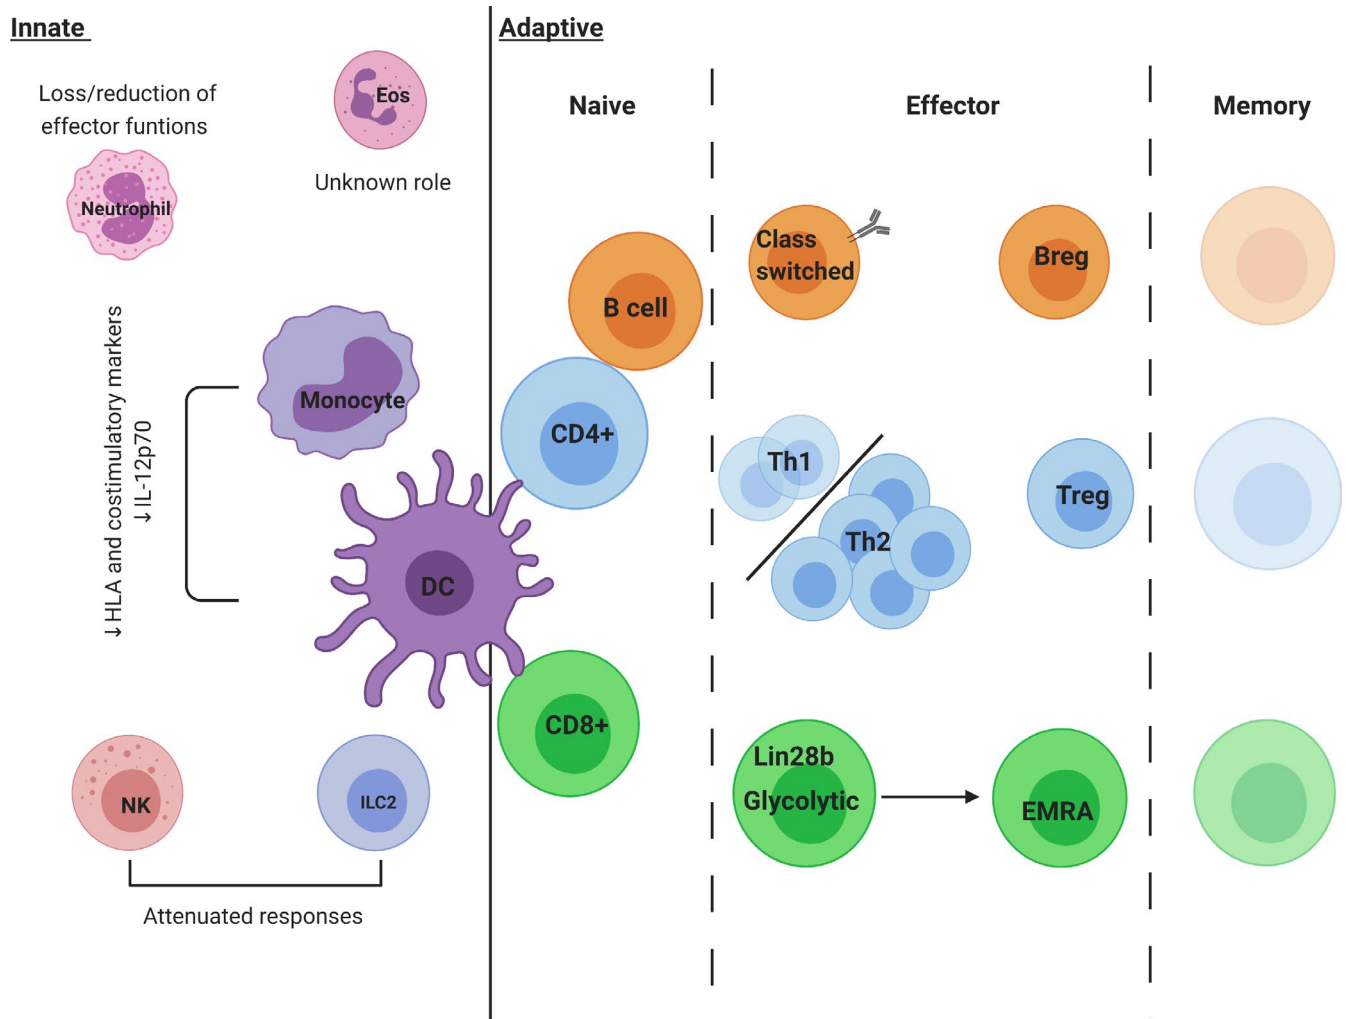 Innate
Adaptive
Loss/reduction of
effector funtions
Eos
Unknown role
Neutrophil
Naive
Effector
Memory
B cell
Class
switched
Breg
Monocyte
↓HLA and costimulatory markers
↓IL-12p70
CD4+
Th1
Th2
Treg
DC
CD8+
Lin28b
Glycolytic
EMRA
NK
ILC2
Attenuated responses